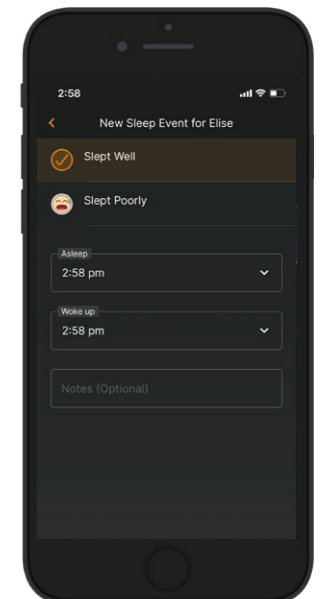 2:58
New Sleep Event for Elise
Slept Well
Slept Poorly
Asleep
2:58 pm
Woke up
2:58 pm
Notes (Optional)